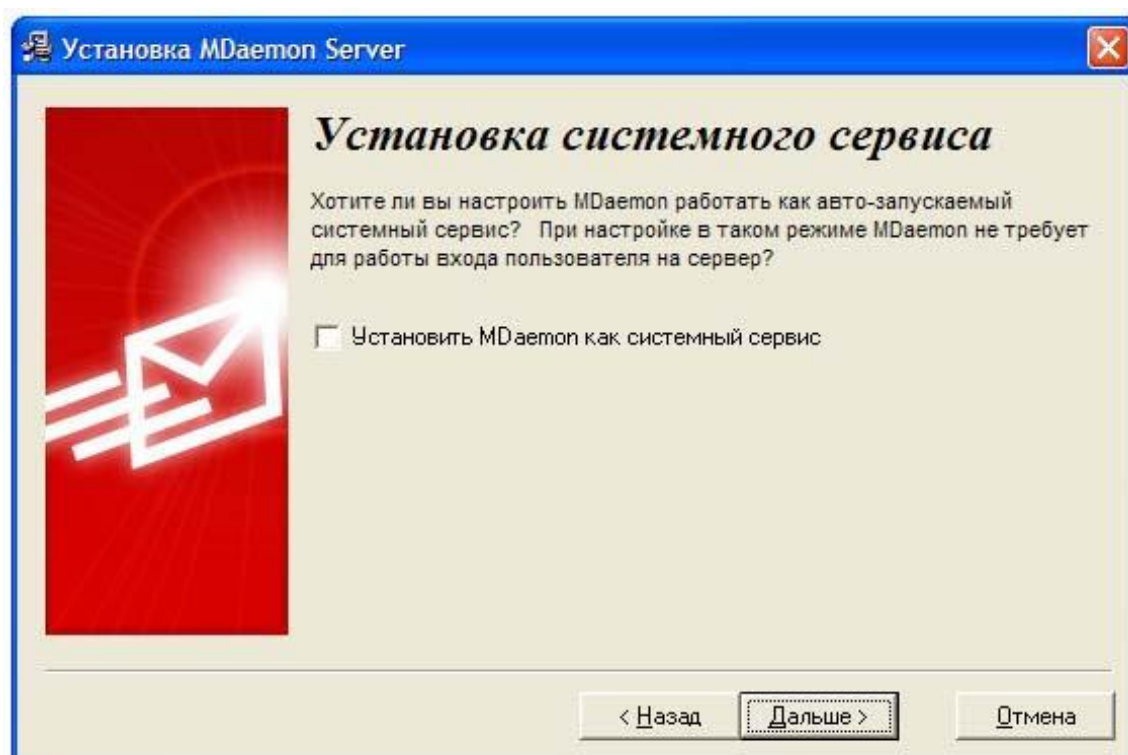 Установка MDaemon Server
Установка системного сервиса
Хотите ли вы настроить MDaemon работать как авто-запускаемый
системный сервис? При настройке в таком режиме MDaemon не требует
для работы входа пользователя на сервер?
Установить MDaemon как системный сервис
< Назад
Дальше >
Отмена